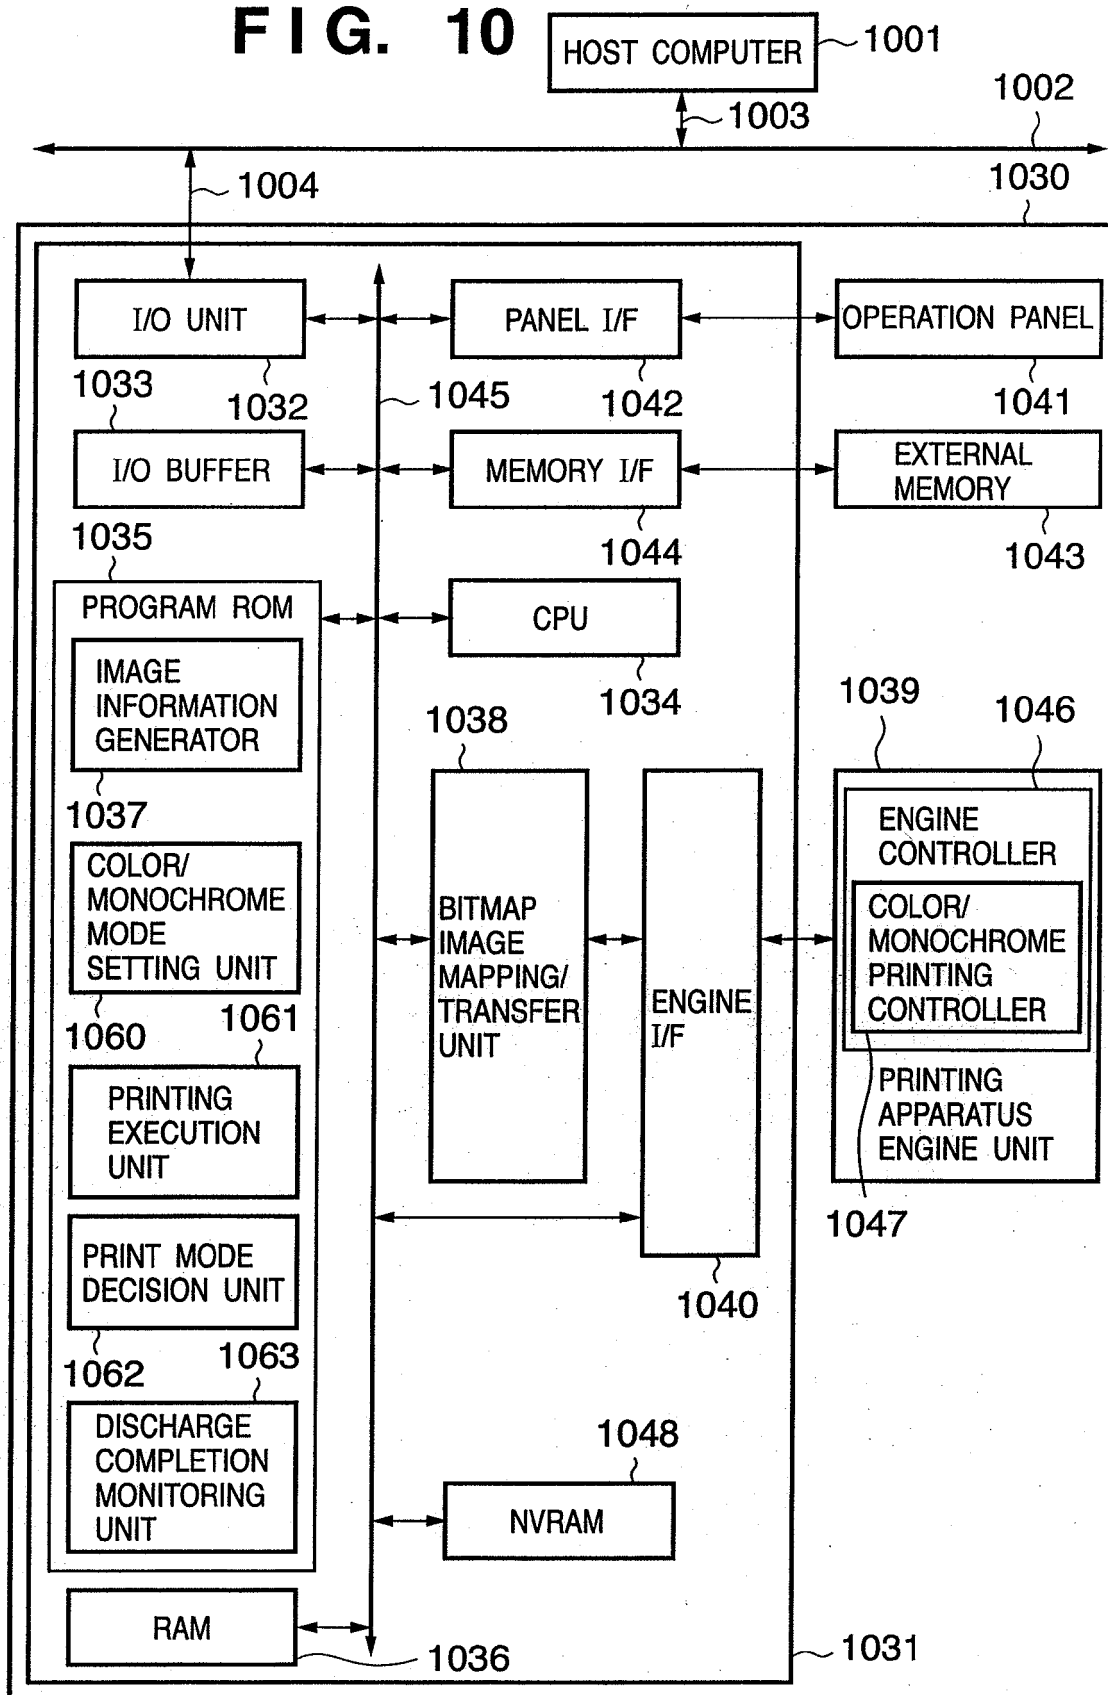 FIG. 10
HOST COMPUTER
1001
1003
1002
1004
1030
I/O UNIT
PANEL I/F
OPERATION PANEL
1033
1032
1045
1042
1041
I/O BUFFER
MEMORY I/F
EXTERNAL
MEMORY
1035
1044
1043
PROGRAM ROM
CPU
IMAGE
INFORMATION
GENERATOR
1034
1038
1039
1046
1037
COLOR/
MONOCHROME
MODE
SETTING UNIT
BITMAP
IMAGE
MAPPING/
TRANSFER
UNIT
ENGINE
I/F
ENGINE
CONTROLLER
COLOR/
MONOCHROME
PRINTING
CONTROLLER
1060
1061
PRINTING
EXECUTION
UNIT
PRINTING
APPARATUS
ENGINE UNIT
1047
PRINT MODE
DECISION UNIT
1040
1062
1063
DISCHARGE
COMPLETION
MONITORING
UNIT
1048
NVRAM
RAM
1036
1031